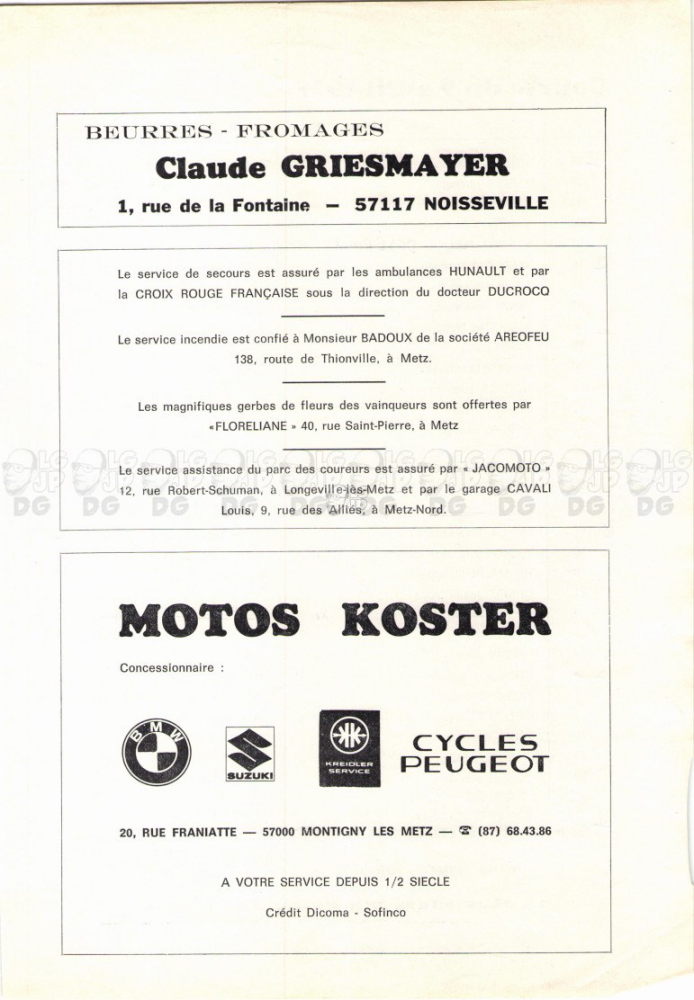 BEURRES - FROMAGES
Claude GRIESMAYER
1, rue de la Fontaine — 57117 NOISSEVILLE
Le service de secours est assuré par les ambulances HUNAULT et par
la CROIX ROUGE FRANÇAISE sous la direction du docteur DUCROCQ
Le service incendie est confié à Monsieur BADOUX de la société AREOFEU
138, route de Thionville, à Metz.
Les magnifiques gerbes de fleurs des vainqueurs sont offertes par
«FLORELIANE » 40, rue Saint-Pierre, à Metz
Le service assistance du parc des coureurs est assuré par « JACOMOTO »
12, rue Robert-Schuman, à Longeville-lès-Metz et par le garage CAVALI
Louis, 9, rue des Alliés, à Metz-Nord.
MOTOS KOSTER
Concessionnaire :
BMW
SUZUKI
KREIDLER
SERVICE
CYCLES
PEUGEOT
20, RUE FRANIATTE — 57000 MONTIGNY LES METZ — ☎ (87) 68.43.86
A VOTRE SERVICE DEPUIS 1/2 SIECLE
Crédit Dicoma - Sofinco